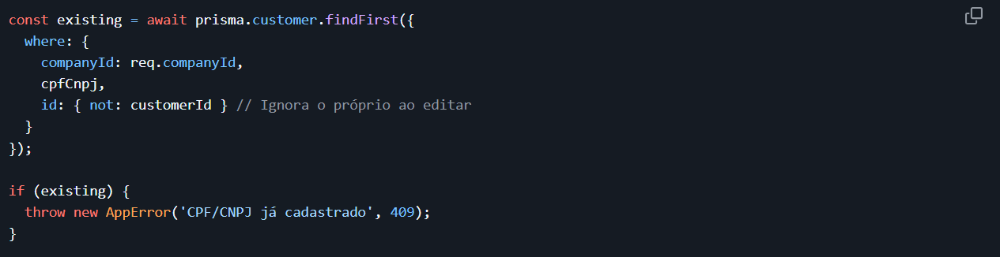 const existing = await prisma.customer.findFirst({
  where: {
    companyId: req.companyId,
    cpfCnpj,
    id: { not: customerId } // Ignora o próprio ao editar
  }
});

if (existing) {
  throw new AppError('CPF/CNPJ já cadastrado', 409);
}